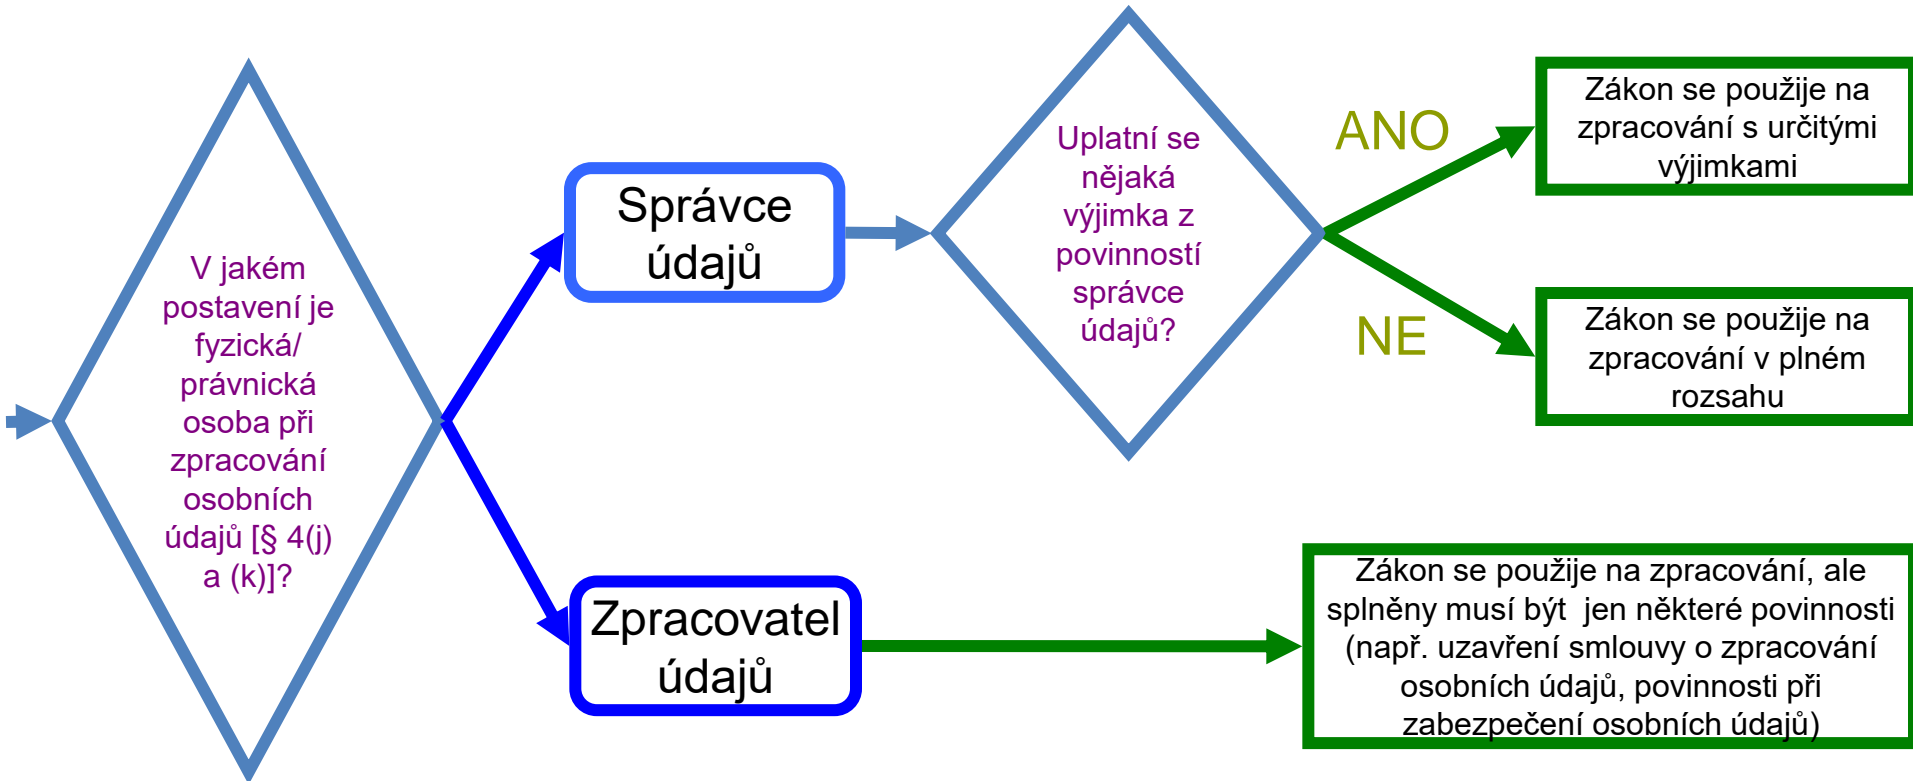 V jakém
postavení je
fyzická/
právnická
osoba při
zpracování
osobních
údajů [§ 4(j)
a (k)]?
Správce
údajů
Uplatní se
nějaká
výjimka z
povinností
správce
údajů?
ANO
Zákon se použije na
zpracování s určitými
výjimkami
NE
Zákon se použije na
zpracování v plném
rozsahu
Zpracovatel
údajů
Zákon se použije na zpracování, ale
splněny musí být  jen některé povinnosti
(např. uzavření smlouvy o zpracování
osobních údajů, povinnosti při
zabezpečení osobních údajů)